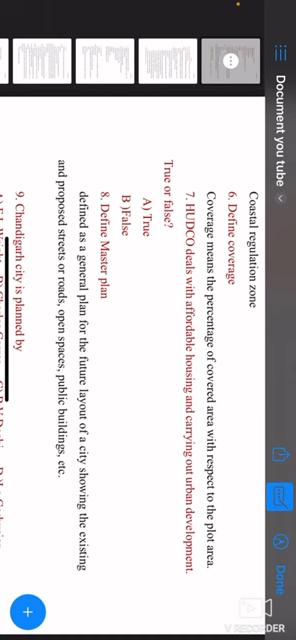 Document you tube
Done
Coastal regulation zone
6. Define coverage
Coverage means the percentage of covered area with respect to the plot area.
7. HUDCO deals with affordable housing and carrying out urban development.
True or false?
A) True
B )False
8. Define Master plan
defined as a general plan for the future layout of a city showing the existing
and proposed streets or roads, open spaces, public buildings, etc.
9. Chandigarh city is planned by
V RECORDER